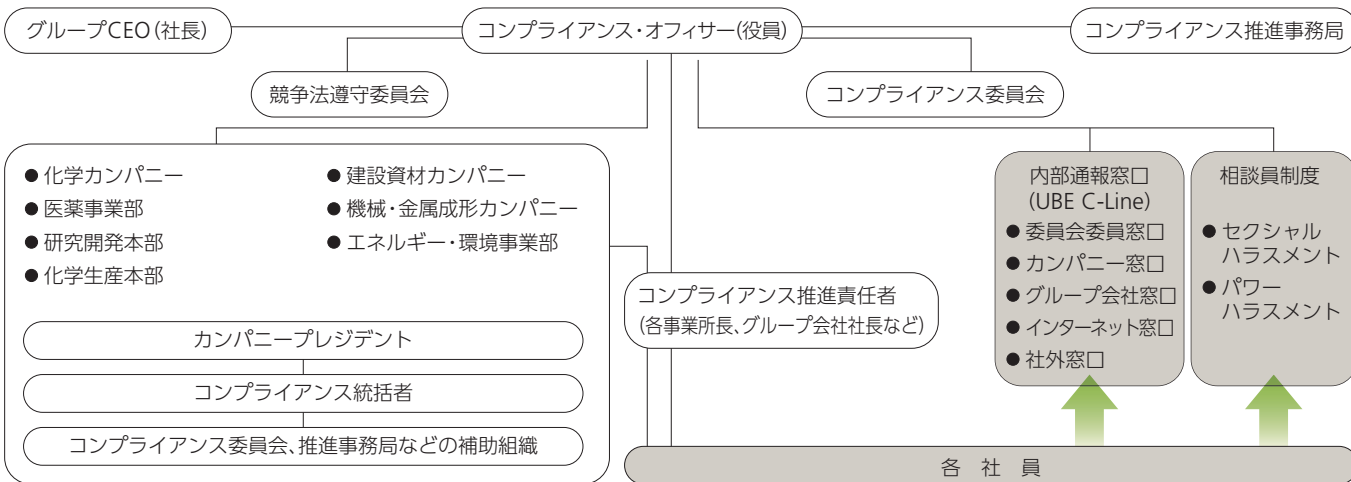 グループCEO(社長)
コンプライアンス・オフィサー(役員)
コンプライアンス推進事務局
競争法遵守委員会
コンプライアンス委員会
● 化学カンパニー
● 医薬事業部
● 研究開発本部
● 化学生産本部
● 建設資材カンパニー
● 機械・金属成形カンパニー
● エネルギー・環境事業部
カンパニープレジデント
コンプライアンス統括者
コンプライアンス委員会、推進事務局などの補助組織
コンプライアンス推進責任者
(各事業所長、グループ会社社長など)
内部通報窓口
(UBE C-Line)
● 委員会委員窓口
● カンパニー窓口
● グループ会社窓口
● インターネット窓口
● 社外窓口
相談員制度
● セクシャル
ハラスメント
● パワー
ハラスメント
各 社 員